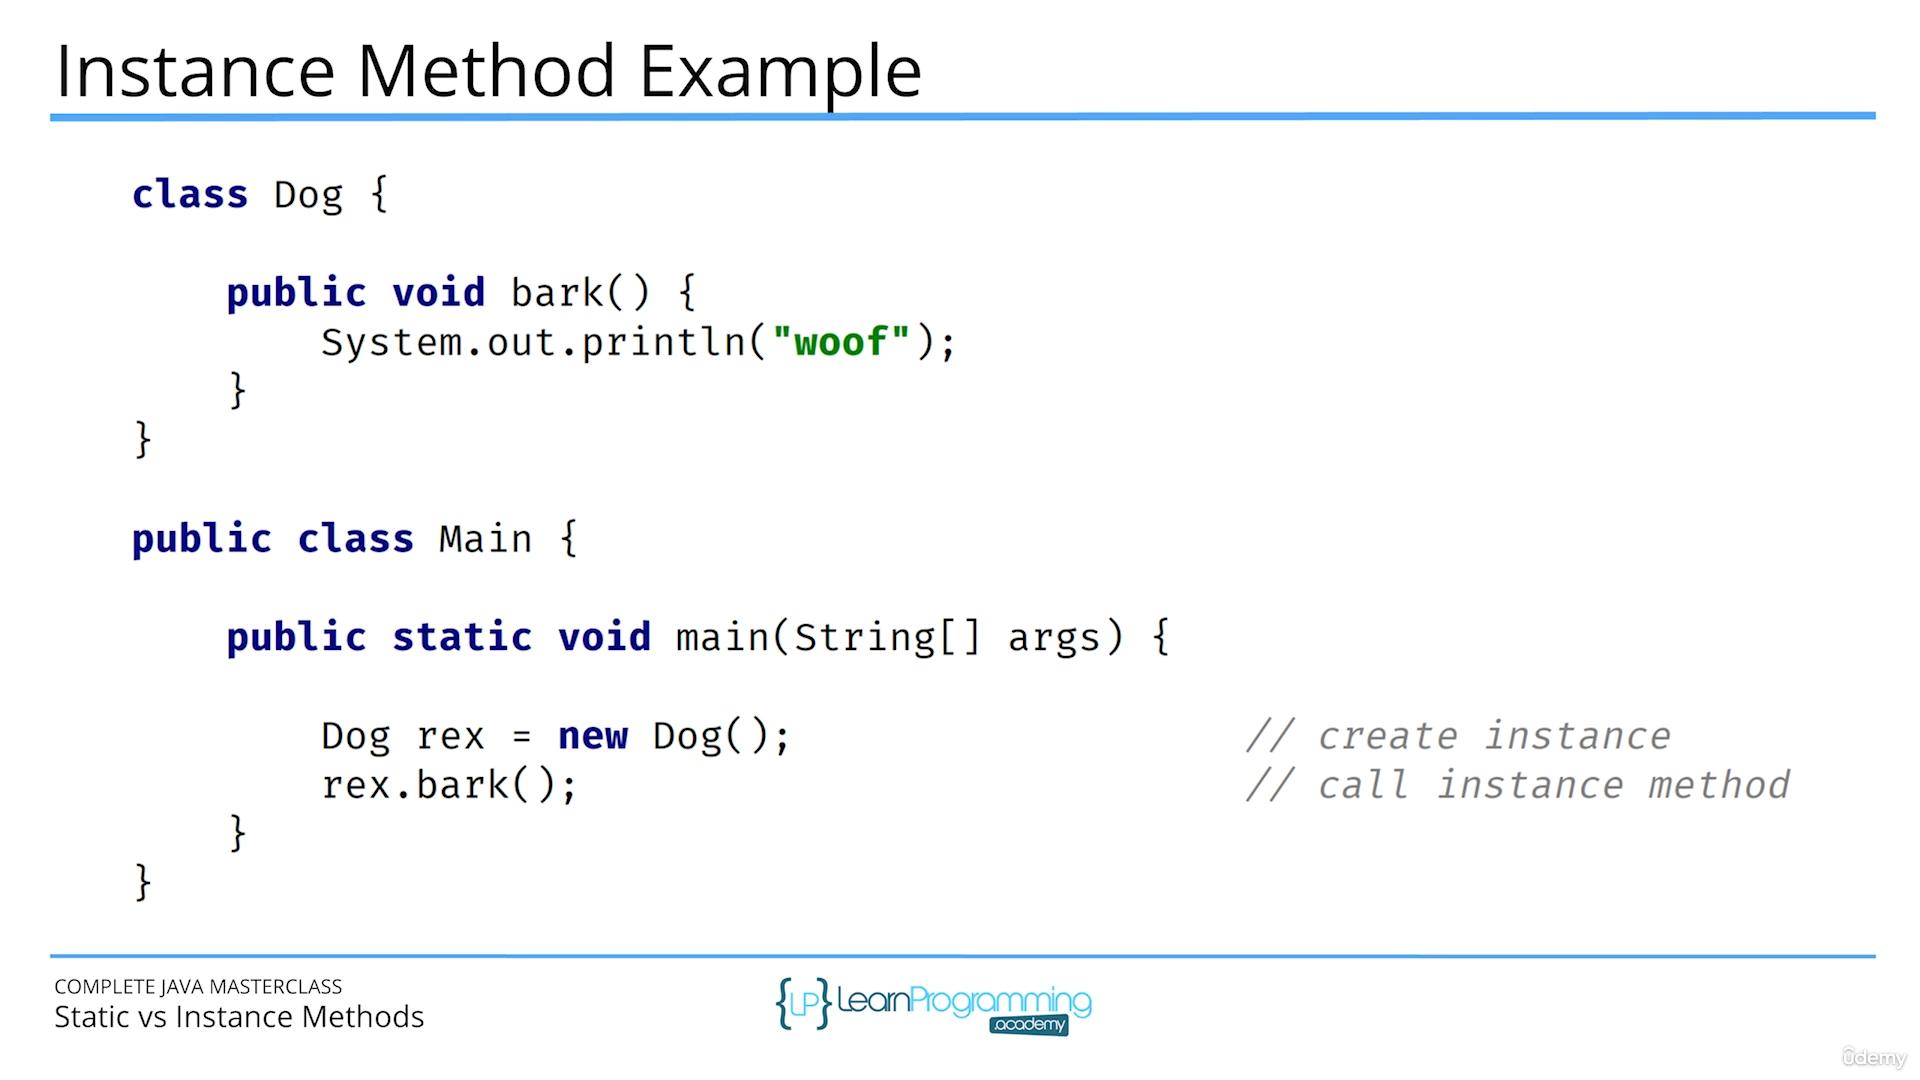 Instance Method Example
class Dog {
public void bark() {
System.out.println("woof");
}
}
public class Main {
public static void main(String[] args) {
Dog rex = new Dog(); // create instance
rex.bark(); // call instance method
}
}
COMPLETE JAVA MASTERCLASS
Static vs Instance Methods
{LP} LearnProgramming
.academy
ûdemy